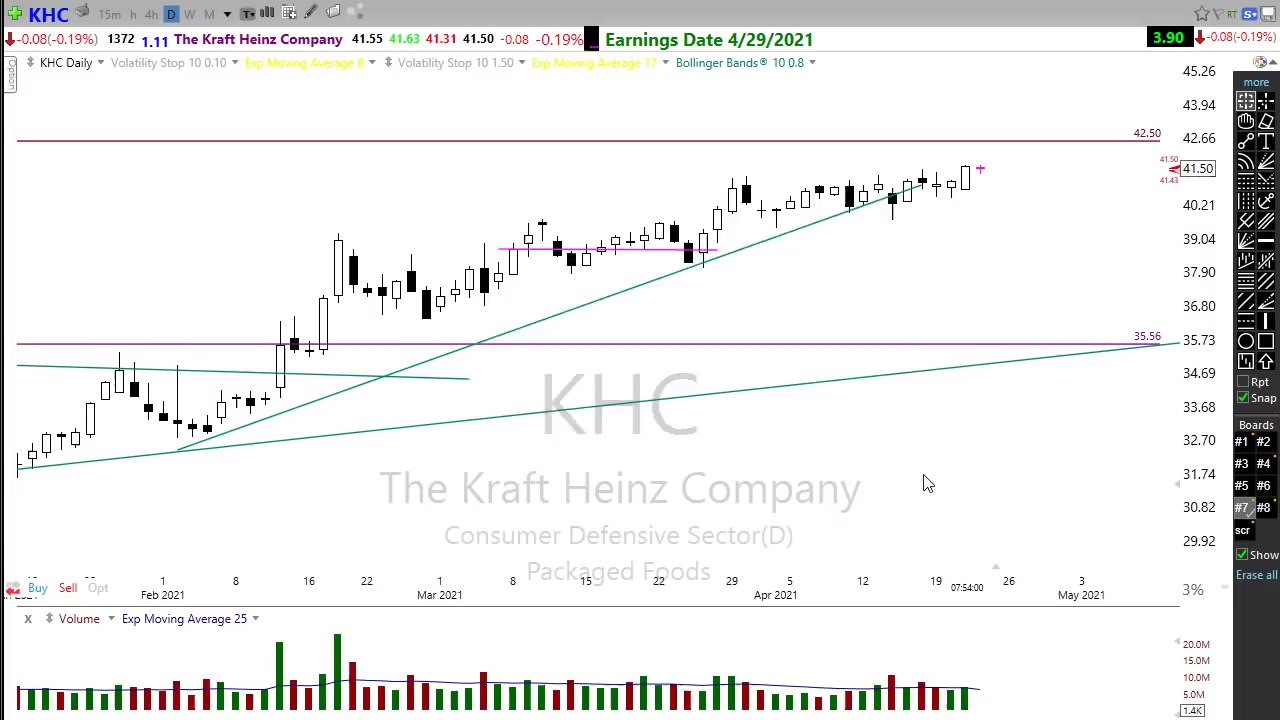 KHC 15m h 4h D W M T
-0.08(-0.19%) 1372 1.11 The Kraft Heinz Company 41.55 41.63 41.31 41.50 -0.08 -0.19% Earnings Date 4/29/2021 3.90 -0.08(-0.19%)
RT S
Option
KHC Daily Volatility Stop 10 0.10 Exp Moving Average 8 Volatility Stop 10 1.50 Exp Moving Average 17 Bollinger Bands® 10 0.8
45.26
more
43.94
42.50
42.66
41.50
41.50
41.43
40.21
39.04
37.90
36.80
35.56
35.73
34.69
33.68
32.70
31.74
30.82
29.92
KHC
The Kraft Heinz Company
Consumer Defensive Sector(D)
Packaged Foods
T
Rpt
Snap
Boards
#1 #2
#3 #4
#5 #6
#7 #8
scr
Show
Erase all
1 8 16 22 1 8 15 22 29 5 12 19 26 3
Buy Sell Opt
07:54:00
3%
Feb 2021 Mar 2021 Apr 2021 May 2021
X Volume Exp Moving Average 25
20.0M
15.0M
10.0M
5.0M
1.4K